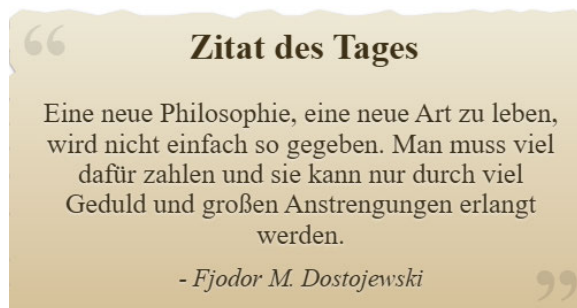 Zitat des Tages
Eine neue Philosophie, eine neue Art zu leben,
wird nicht einfach so gegeben. Man muss viel
dafür zahlen und sie kann nur durch viel
Geduld und großen Anstrengungen erlangt
werden.
- Fjodor M. Dostojewski